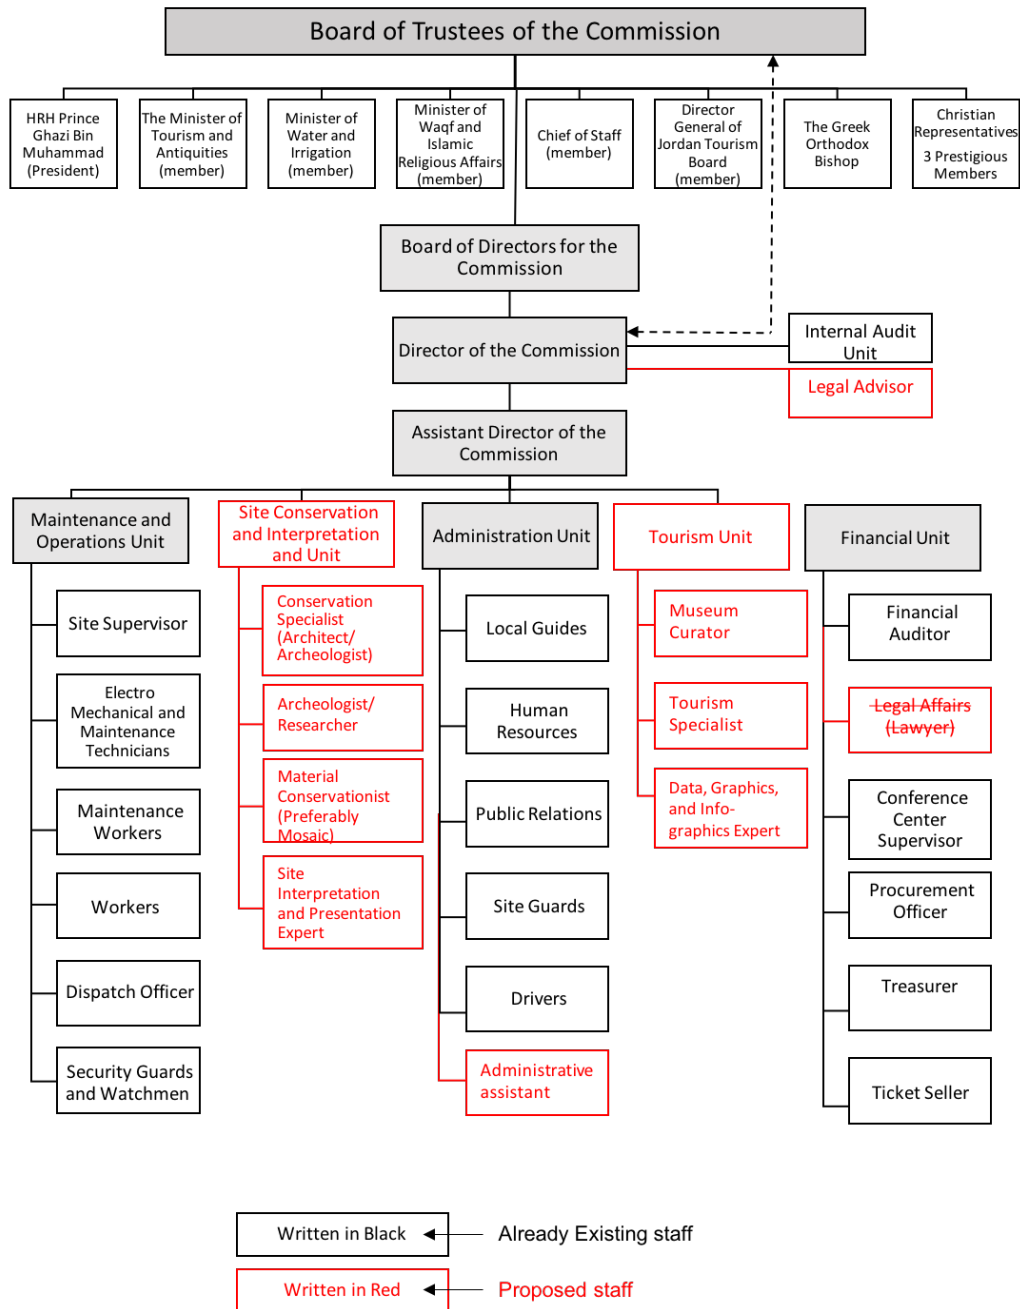 Board of Trustees of the Commission
HRH Prince
Ghazi Bin
Muhammad
(President)
The Minister of
Tourism and
Antiquities
(member)
Minister of
Water and
Irrigation
(member)
Minister of
Waqf and
Islamic
Religious Affairs
(member)
Chief of Staff
(member)
Director
General of
Jordan Tourism
Board
(member)
The Greek
Orthodox
Bishop
Christian
Representatives
3 Prestigious
Members
Board of Directors for the
Commission
Director of the Commission
Internal Audit
Unit
Legal Advisor
Assistant Director of the
Commission
Maintenance and
Operations Unit
Site Supervisor
Electro
Mechanical and
Maintenance
Technicians
Maintenance
Workers
Workers
Dispatch Officer
Security Guards
and Watchmen
Site Conservation
and Interpretation
and Unit
Conservation
Specialist
(Architect/
Archeologist)
Archeologist/
Researcher
Material
Conservationist
(Preferably
Mosaic)
Site
Interpretation
and Presentation
Expert
Administration Unit
Local Guides
Human
Resources
Public Relations
Site Guards
Drivers
Administrative
assistant
Tourism Unit
Museum
Curator
Tourism
Specialist
Data, Graphics,
and Info-
graphics Expert
Financial Unit
Financial
Auditor
Legal Affairs
(Lawyer)
Conference
Center
Supervisor
Procurement
Officer
Treasurer
Ticket Seller
Written in Black
Already Existing staff
Written in Red
Proposed staff